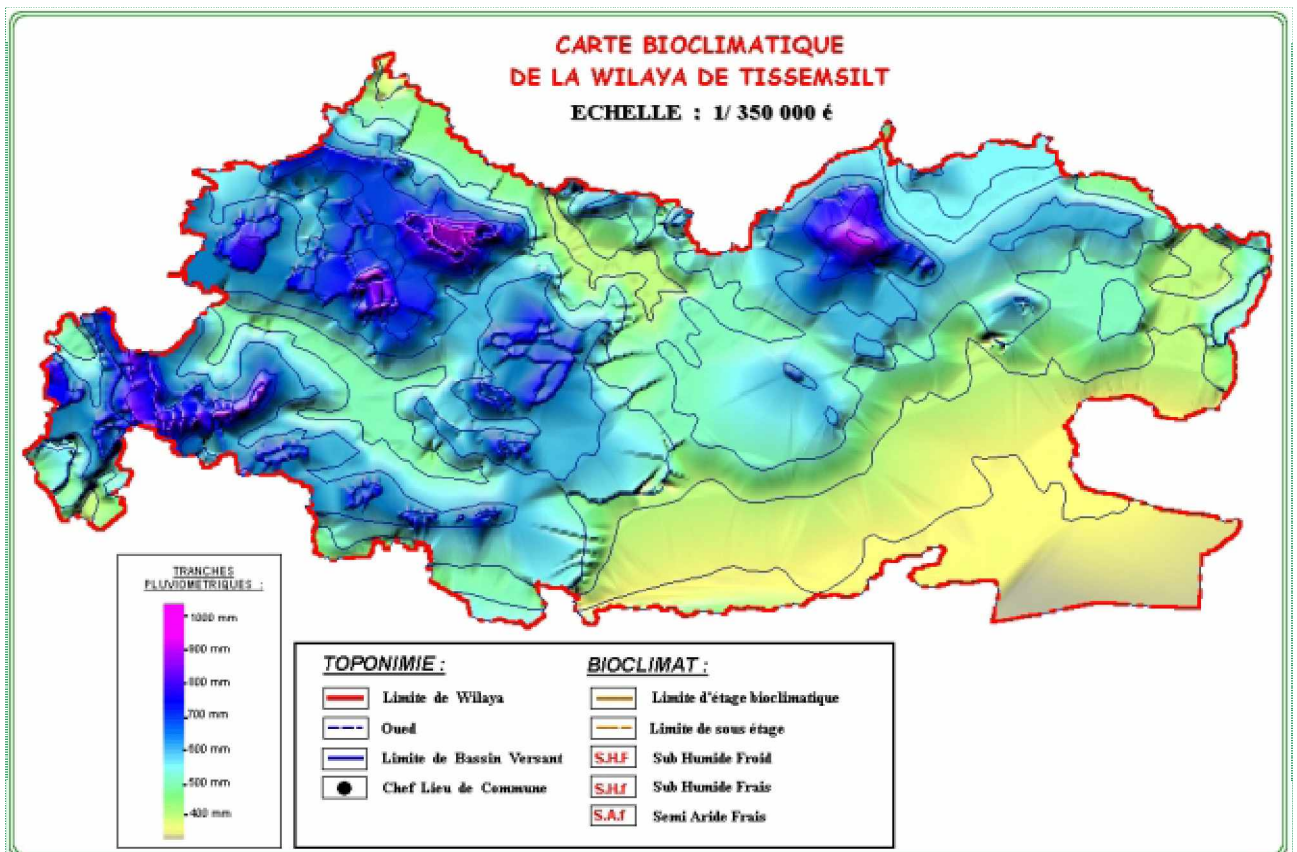 CARTE BIOCLIMATIQUE
DE LA WILAYA DE TISSEMSILT
ECHELLE : 1/ 350 000 é
TRANCHES
PLUVIOMETRIQUES :
1000 mm
900 mm
800 mm
700 mm
600 mm
500 mm
400 mm
TOPONIMIE :
Limite de Wilaya
Oued
Limite de Bassin Versant
Chef Lieu de Commune
BIOCLIMAT :
Limite d'étage bioclimatique
Limite de sous étage
S.H.F Sub Humide Froid
S.H.f Sub Humide Frais
S.A.f Semi Aride Frais